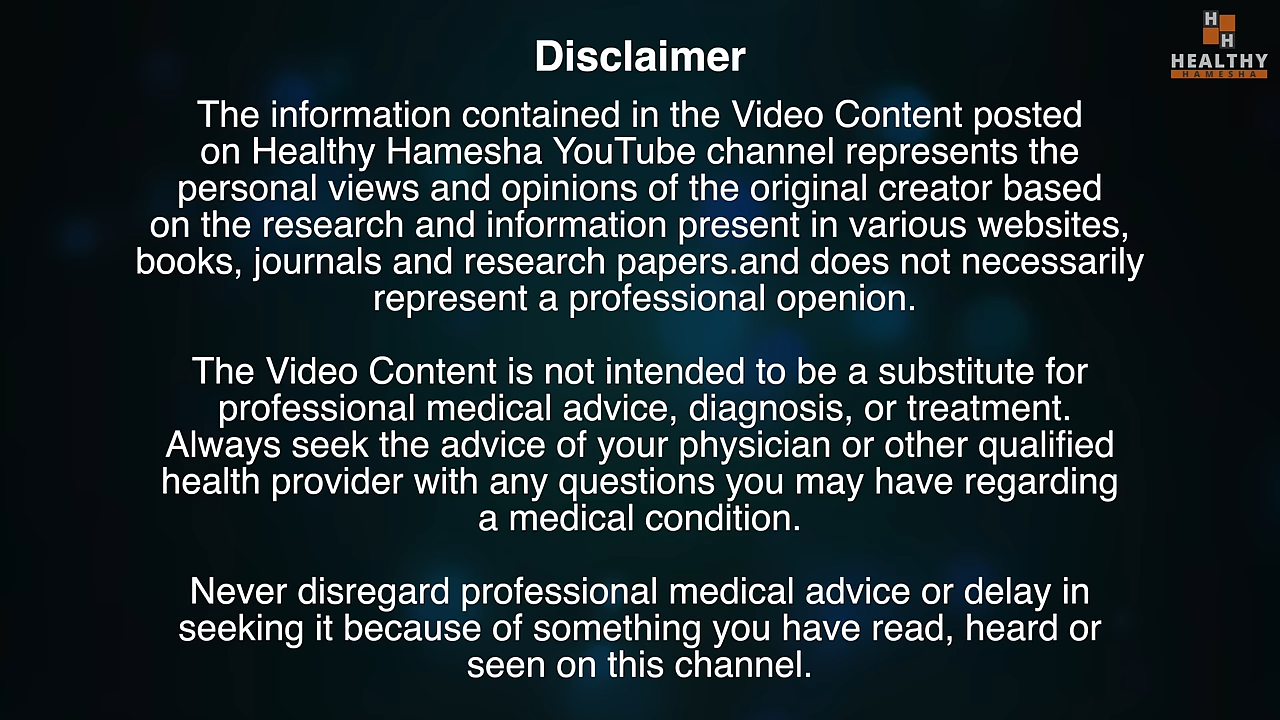 Disclaimer
H
H
HEALTHY
HAMESHA
The information contained in the Video Content posted
on Healthy Hamesha YouTube channel represents the
personal views and opinions of the original creator based
on the research and information present in various websites,
books, journals and research papers.and does not necessarily
represent a professional openion.
The Video Content is not intended to be a substitute for
professional medical advice, diagnosis, or treatment.
Always seek the advice of your physician or other qualified
health provider with any questions you may have regarding
a medical condition.
Never disregard professional medical advice or delay in
seeking it because of something you have read, heard or
seen on this channel.